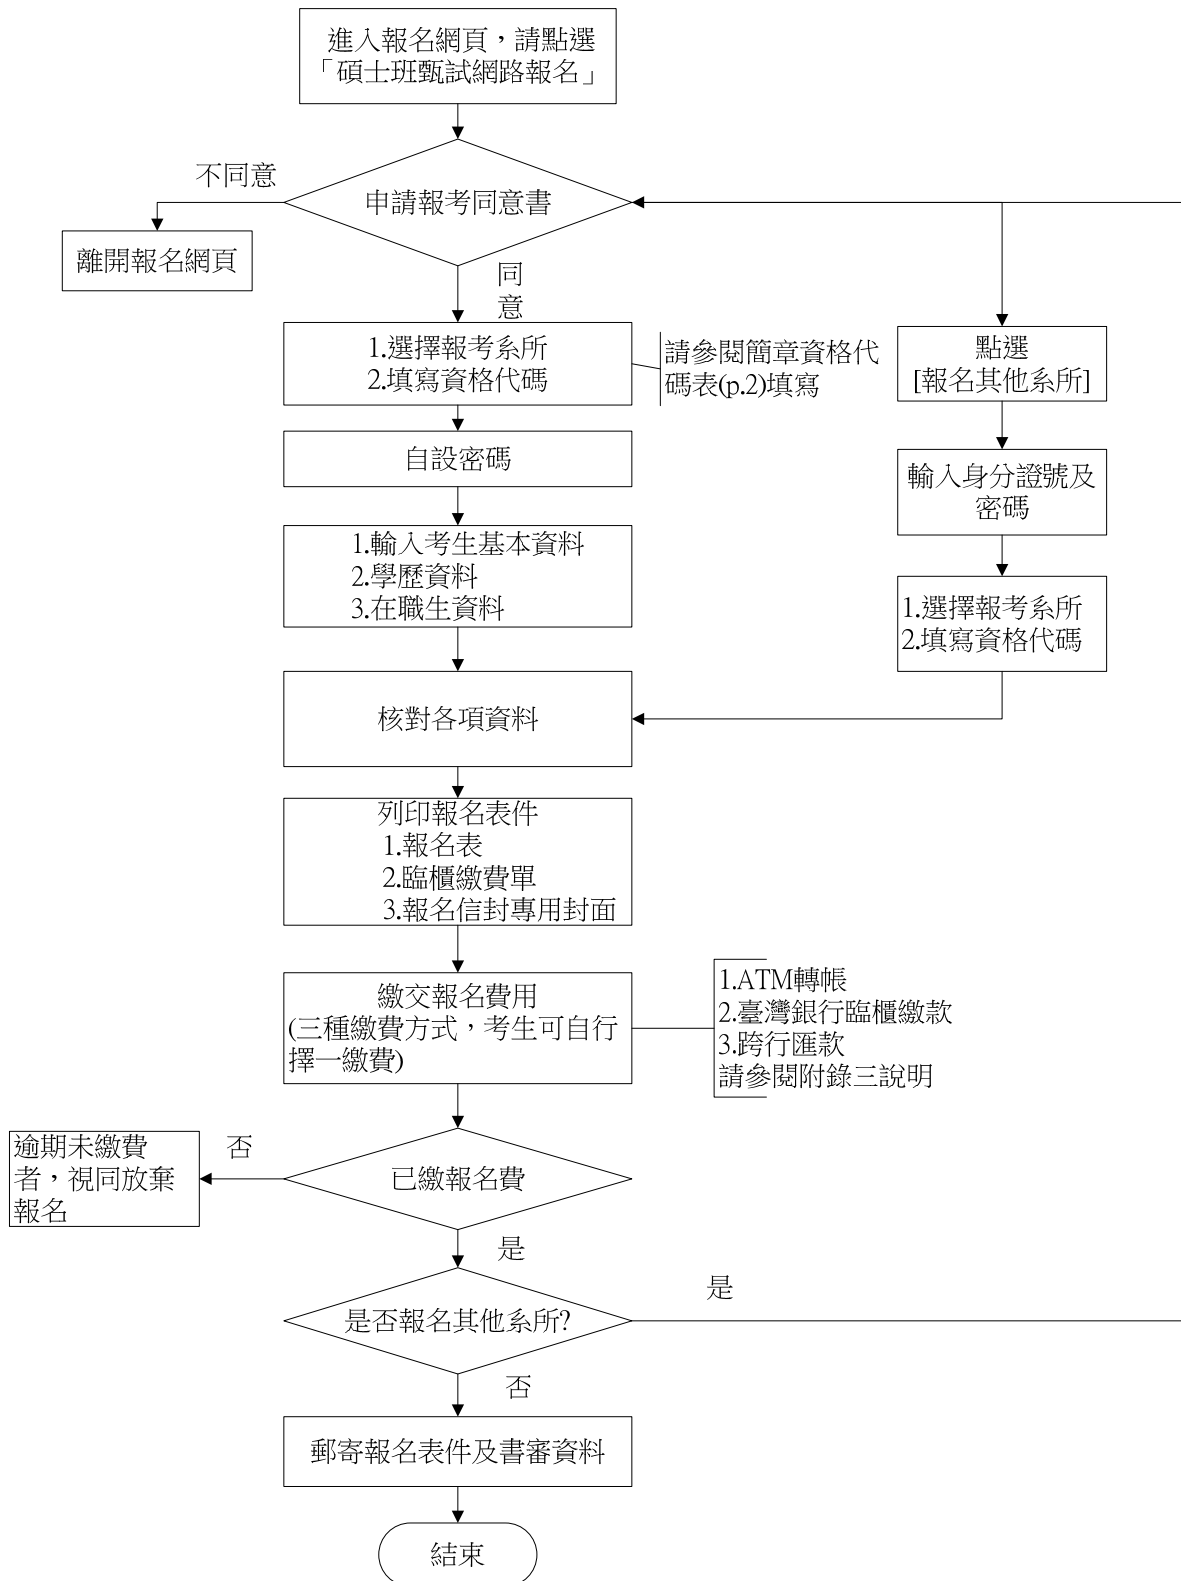 進入報名網頁，請點選
「碩士班甄試網路報名」
不同意
申請報考同意書
離開報名網頁
同
意
1.選擇報考系所
2.填寫資格代碼
請參閱簡章資格代
碼表(p.2)填寫
點選
[報名其他系所]
自設密碼
輸入身分證號及
密碼
1.輸入考生基本資料
2.學歷資料
3.在職生資料
1.選擇報考系所
2.填寫資格代碼
核對各項資料
列印報名表件
1.報名表
2.臨櫃繳費單
3.報名信封專用封面
繳交報名費用
(三種繳費方式，考生可自行
擇一繳費)
1.ATM轉帳
2.臺灣銀行臨櫃繳款
3.跨行匯款
請參閱附錄三說明
逾期未繳費
者，視同放棄
報名
否
已繳報名費
是
是否報名其他系所?
是
否
郵寄報名表件及書審資料
結束